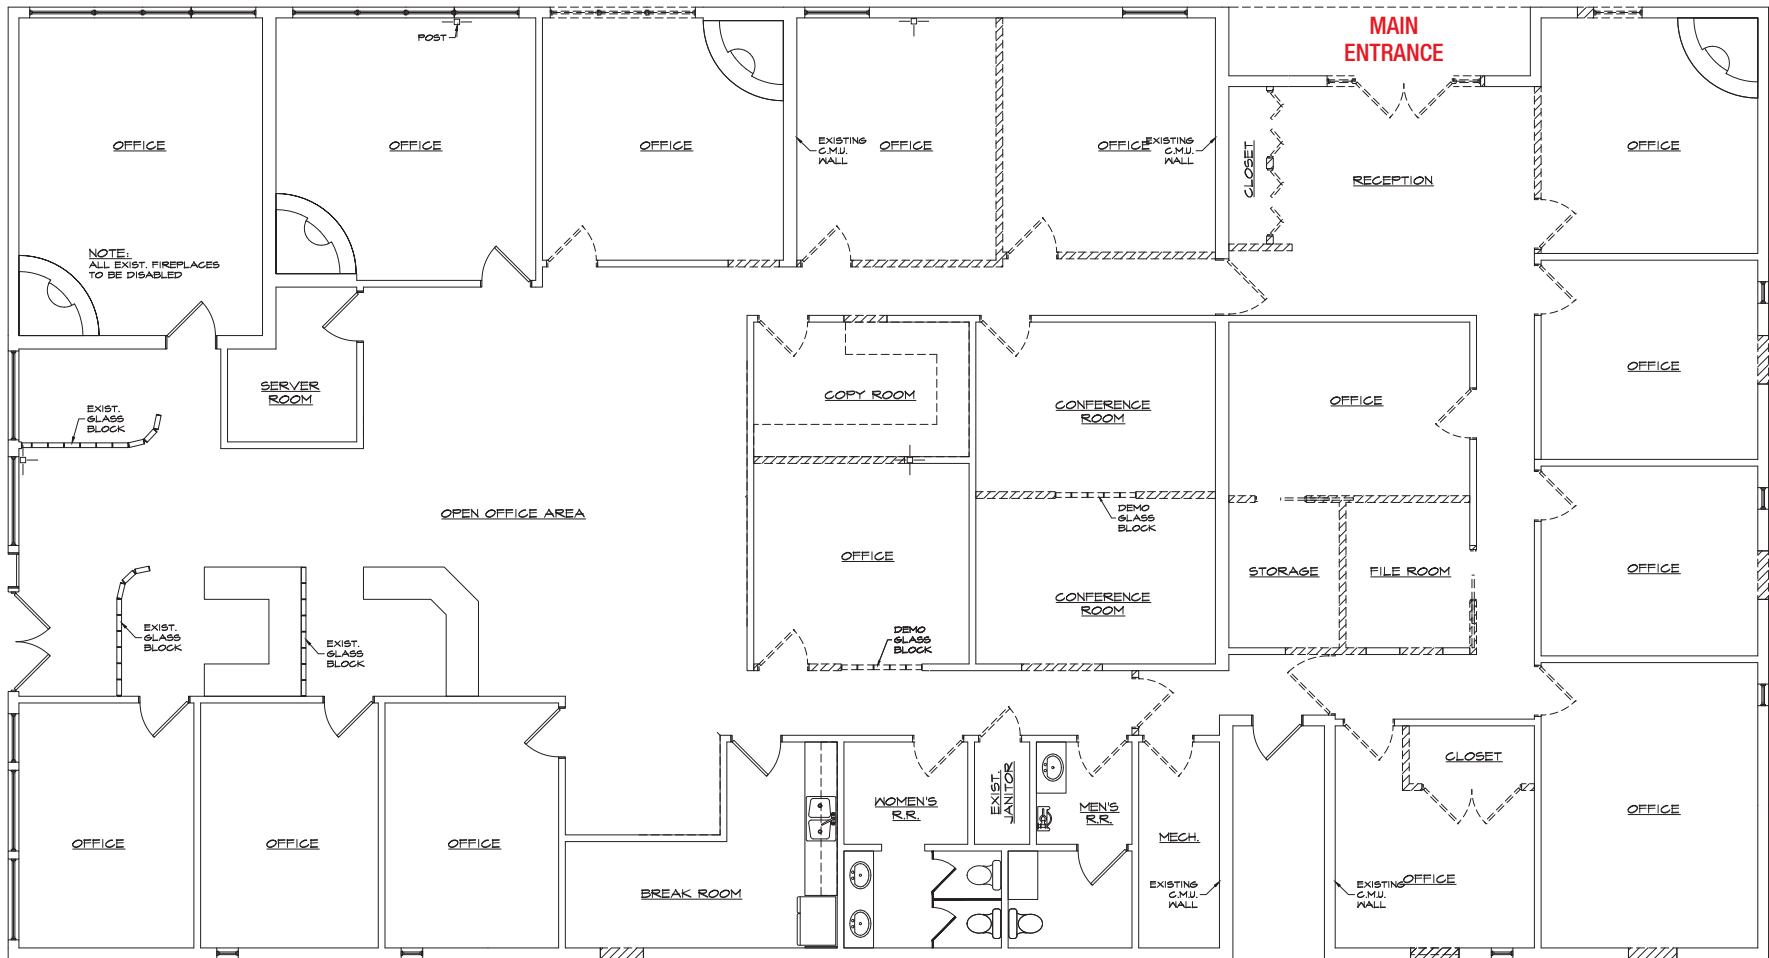 MAIN
ENTRANCE
POST
OFFICE
OFFICE
OFFICE
EXISTING
C.M.U.
WALL
OFFICE
OFFICE
EXISTING
C.M.U.
WALL
CLOSET
RECEPTION
OFFICE
NOTE:
ALL EXIST. FIREPLACES
TO BE DISABLED
SERVER
ROOM
EXIST.
GLASS
BLOCK
COPY ROOM
CONFERENCE
ROOM
OFFICE
OFFICE
OPEN OFFICE AREA
DEMO
GLASS
BLOCK
OFFICE
STORAGE
FILE ROOM
OFFICE
CONFERENCE
ROOM
EXIST.
GLASS
BLOCK
EXIST.
GLASS
BLOCK
DEMO
GLASS
BLOCK
OFFICE
OFFICE
OFFICE
BREAK ROOM
WOMEN'S
R.R.
EXIST.
JANITOR
MEN'S
R.R.
MECH.
EXISTING
C.M.U.
WALL
EXISTING
C.M.U.
WALL
OFFICE
CLOSET
OFFICE